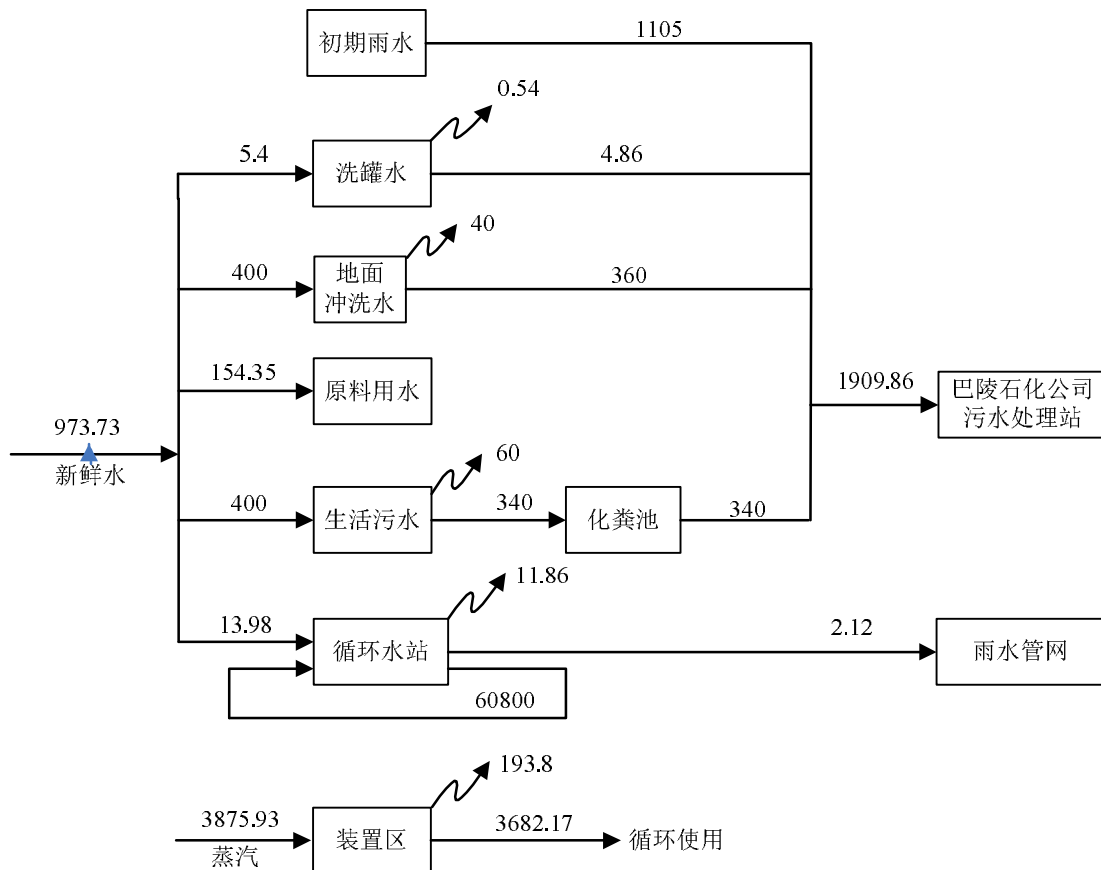 初期雨水
1105
0.54
5.4
洗罐水
4.86
40
400
地面
冲洗水
360
154.35
原料用水
1909.86
巴陵石化公司
污水处理站
973.73
新鲜水
60
400
生活污水
340
化粪池
340
11.86
13.98
循环水站
2.12
雨水管网
60800
193.8
3875.93
蒸汽
装置区
3682.17
循环使用